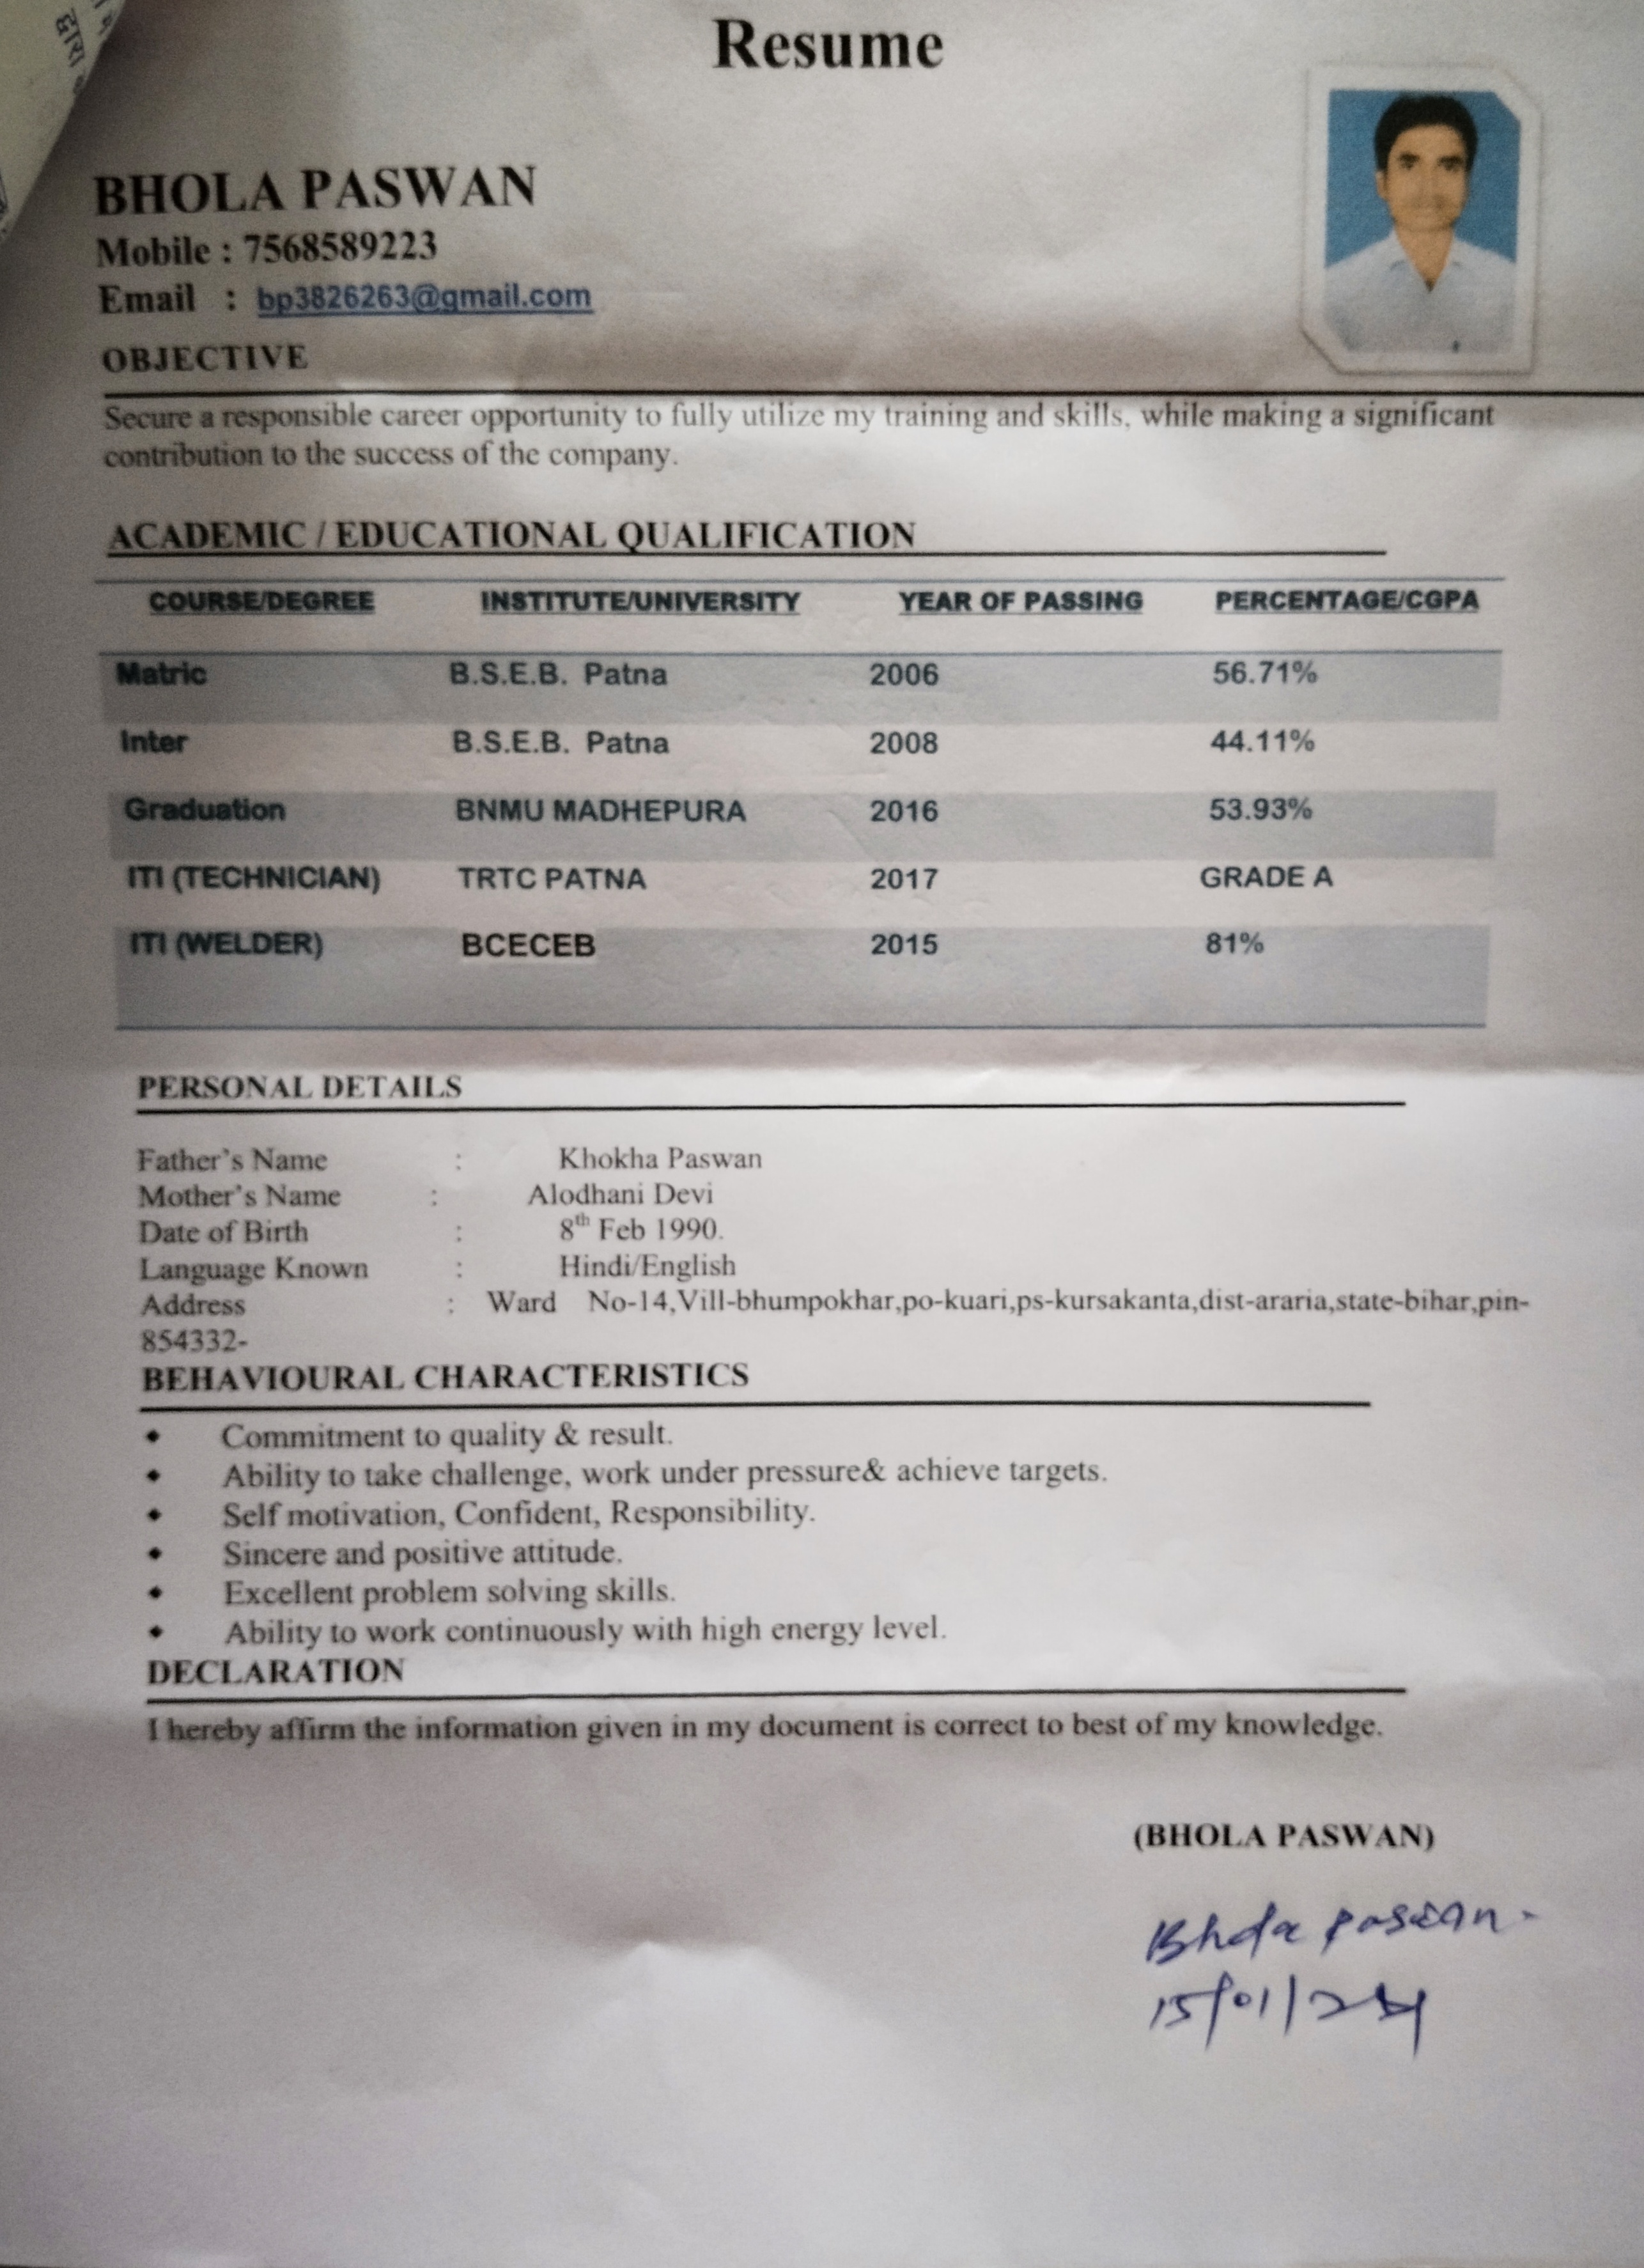 द्वारा
Resume
BHOLA PASWAN
Mobile : 7568589223
Email : bp3826263@gmail.com
OBJECTIVE
Secure a responsible career opportunity to fully utilize my training and skills, while making a significant
contribution to the success of the company.
ACADEMIC / EDUCATIONAL QUALIFICATION
COURSE/DEGREE INSTITUTE/UNIVERSITY YEAR OF PASSING PERCENTAGE/CGPA
Matric B.S.E.B. Patna 2006 56.71%
Inter B.S.E.B. Patna 2008 44.11%
Graduation BNMU MADHEPURA 2016 53.93%
ITI (TECHNICIAN) TRTC PATNA 2017 GRADE A
ITI (WELDER) BCECEB 2015 81%
PERSONAL DETAILS
Father's Name : Khokha Paswan
Mother's Name : Alodhani Devi
Date of Birth : 8th Feb 1990.
Language Known : Hindi/English
Address : Ward No-14,Vill-bhumpokhar,po-kuari,ps-kursakanta,dist-araria,state-bihar,pin-
854332-
BEHAVIOURAL CHARACTERISTICS
• Commitment to quality & result.
• Ability to take challenge, work under pressure& achieve targets.
• Self motivation, Confident, Responsibility.
• Sincere and positive attitude.
• Excellent problem solving skills.
• Ability to work continuously with high energy level.
DECLARATION
I hereby affirm the information given in my document is correct to best of my knowledge.
(BHOLA PASWAN)
Bhola paswan
15/01/